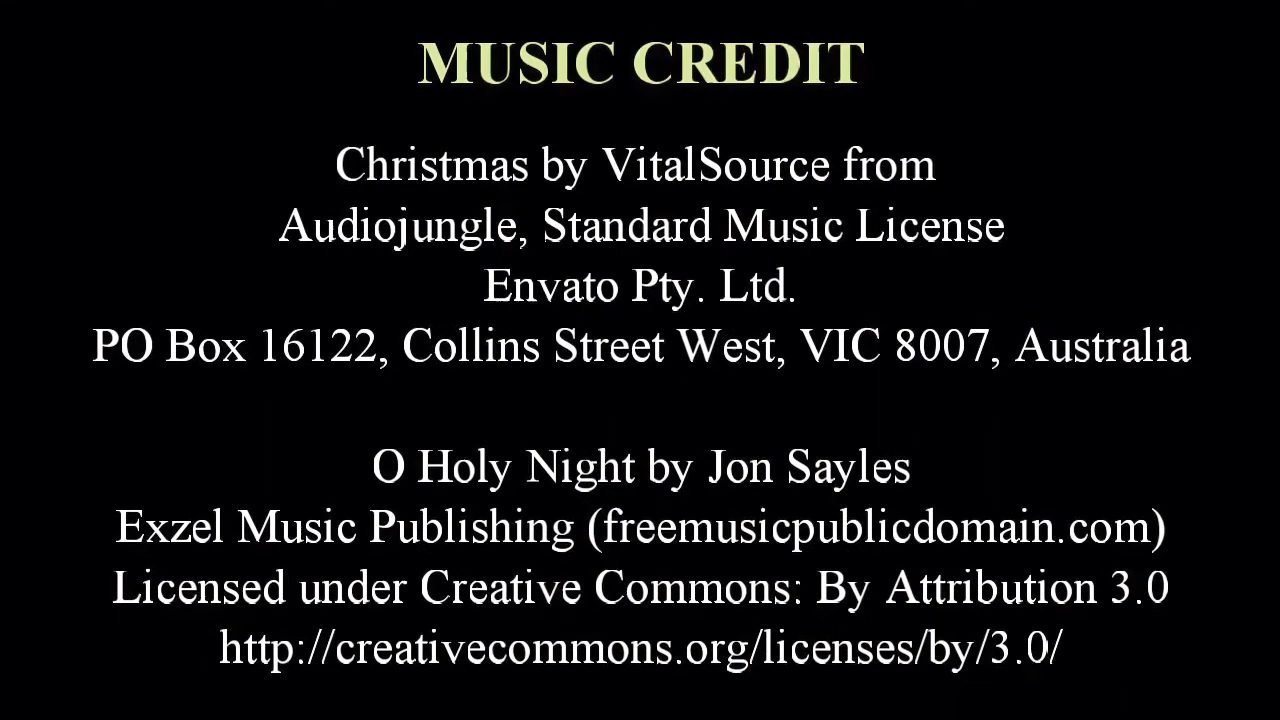 MUSIC CREDIT
Christmas by VitalSource from
Audiojungle, Standard Music License
Envato Pty. Ltd.
PO Box 16122, Collins Street West, VIC 8007, Australia
O Holy Night by Jon Sayles
Exzel Music Publishing (freemusicpublicdomain.com)
Licensed under Creative Commons: By Attribution 3.0
http://creativecommons.org/licenses/by/3.0/